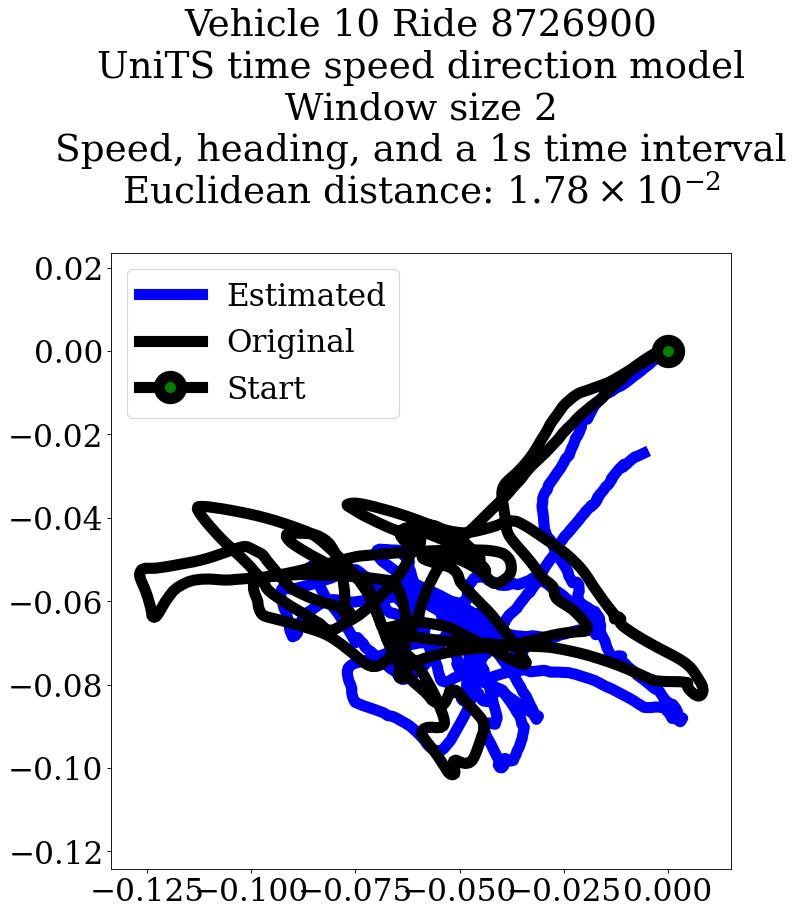 Vehicle 10 Ride 8726900
UniTS time speed direction model
Window size 2
Speed, heading, and a 1s time interval
Euclidean distance: 1.78 × 10⁻²
0.02
Estimated
Original
0.00
Start
−0.02
−0.04
−0.06
−0.08
−0.10
−0.12
−0.125 −0.100 −0.075 −0.050 −0.025 0.000